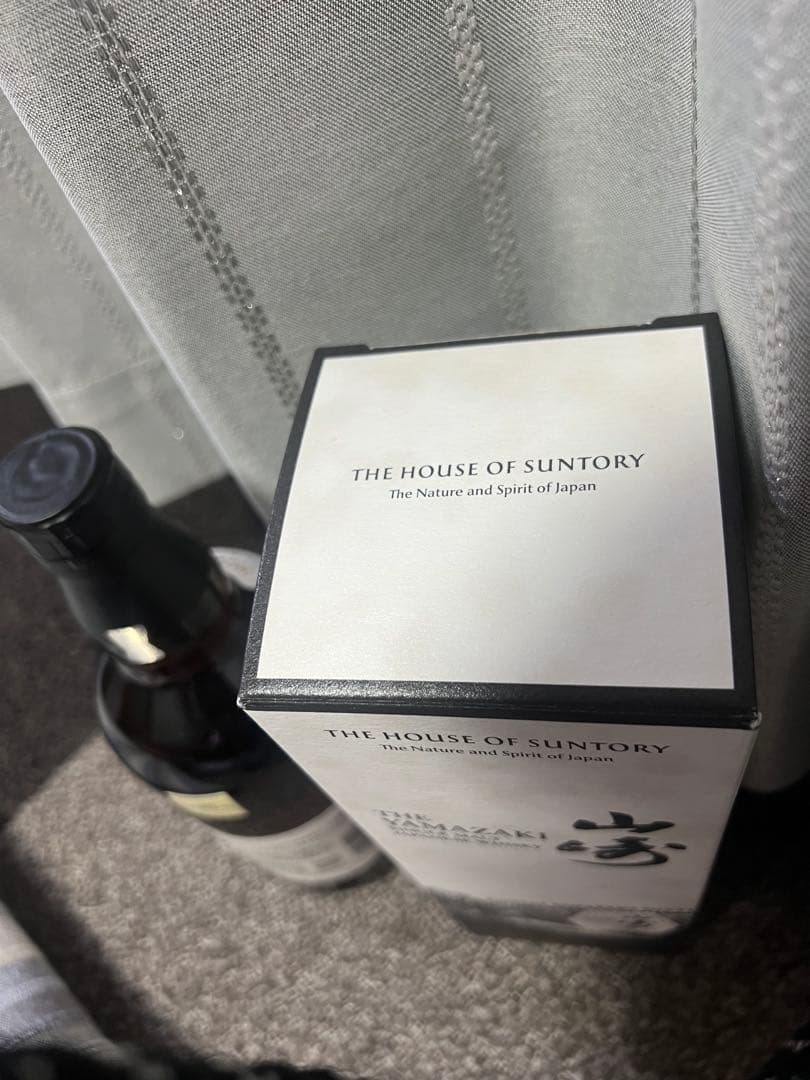 THE HOUSE OF SUNTORY
The Nature and Spirit of Japan
THE HOUSE OF SUNTORY
The Nature and Spirit of Japan
THE
YAMAZAKI
山崎